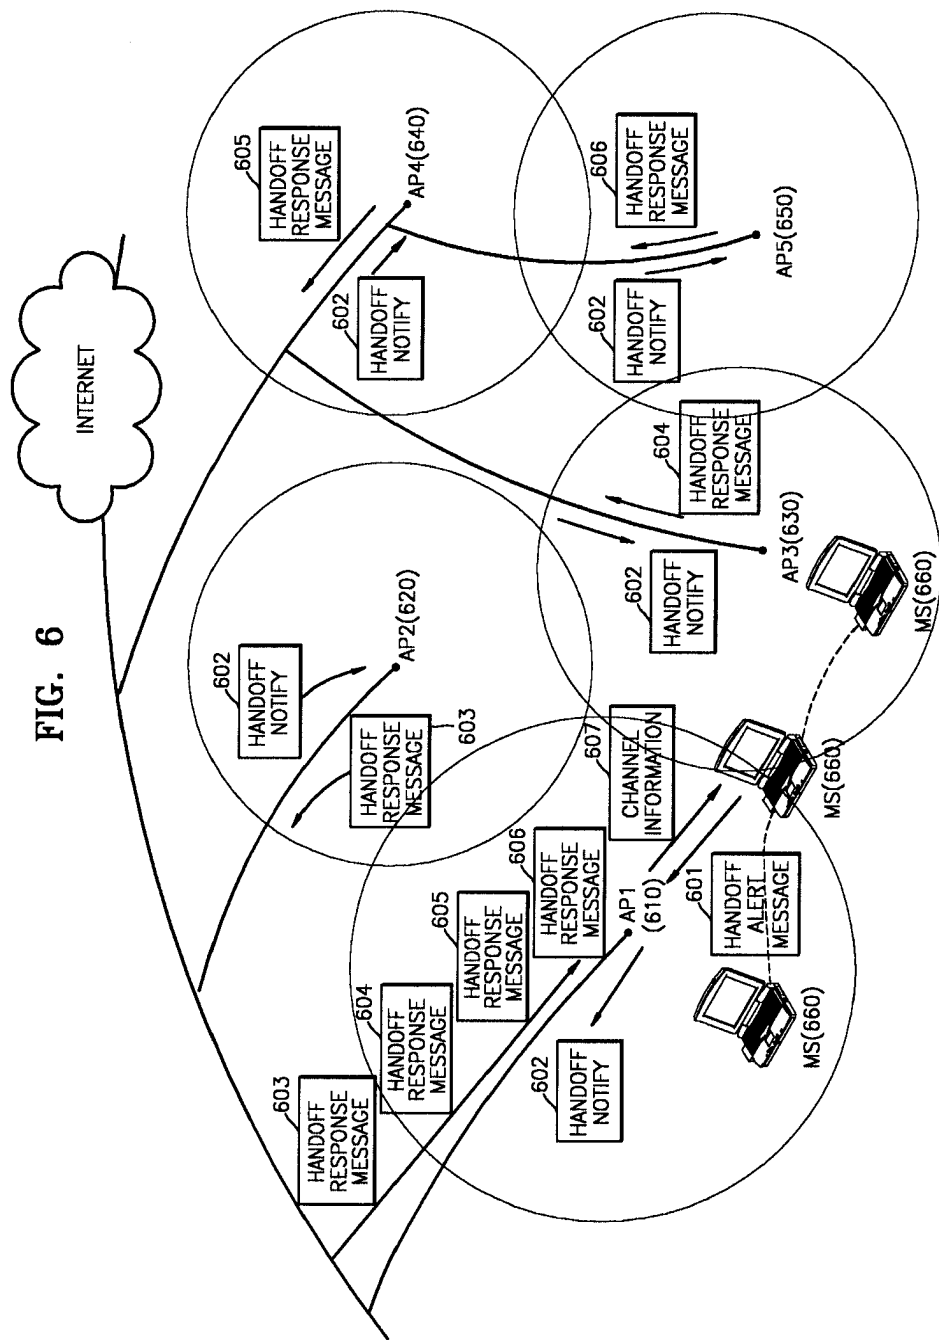 FIG. 6
INTERNET
603
HANDOFF
RESPONSE
MESSAGE
604
HANDOFF
RESPONSE
MESSAGE
605
HANDOFF
RESPONSE
MESSAGE
606
HANDOFF
RESPONSE
MESSAGE
602
HANDOFF
NOTIFY
AP1
(610)
601
HANDOFF
ALERT
MESSAGE
607
CHANNEL
INFORMATION
MS(660)
MS(660)
MS(660)
602
HANDOFF
NOTIFY
HANDOFF
RESPONSE
MESSAGE
603
AP2(620)
602
HANDOFF
NOTIFY
604
HANDOFF
RESPONSE
MESSAGE
AP3(630)
605
HANDOFF
RESPONSE
MESSAGE
602
HANDOFF
NOTIFY
AP4(640)
602
HANDOFF
NOTIFY
606
HANDOFF
RESPONSE
MESSAGE
AP5(650)